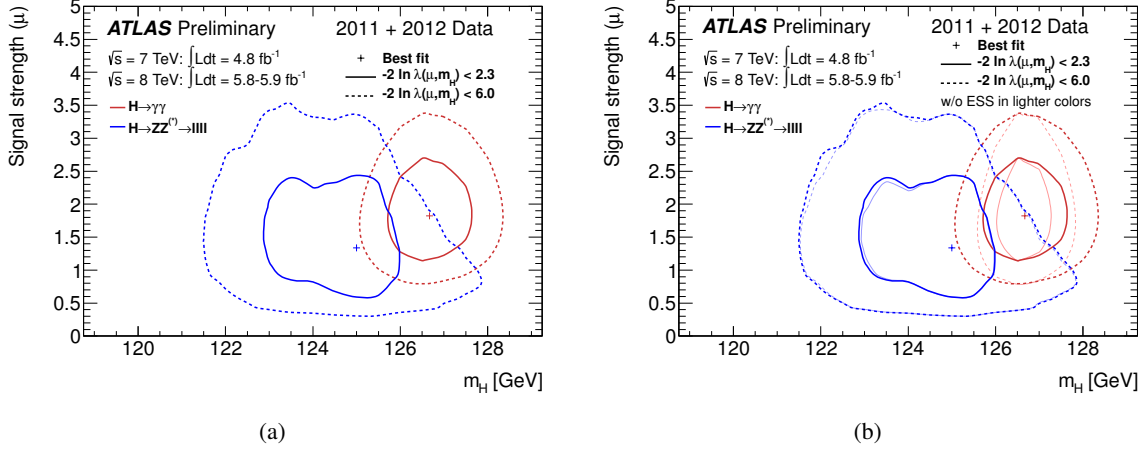 Signal strength (μ)
5
4.5
4
3.5
3
2.5
2
1.5
1
0.5
0
ATLAS Preliminary
2011 + 2012 Data
√s = 7 TeV: ∫Ldt = 4.8 fb⁻¹
√s = 8 TeV: ∫Ldt = 5.8-5.9 fb⁻¹
Best fit
-2 ln λ(μ,m_H) < 2.3
-2 ln λ(μ,m_H) < 6.0
H→γγ
H→ZZ⁽*⁾→llll
120 122 124 126 128
m_H [GeV]
(a)
Signal strength (μ)
5
4.5
4
3.5
3
2.5
2
1.5
1
0.5
0
ATLAS Preliminary
2011 + 2012 Data
√s = 7 TeV: ∫Ldt = 4.8 fb⁻¹
√s = 8 TeV: ∫Ldt = 5.8-5.9 fb⁻¹
Best fit
-2 ln λ(μ,m_H) < 2.3
-2 ln λ(μ,m_H) < 6.0
w/o ESS in lighter colors
H→γγ
H→ZZ⁽*⁾→llll
120 122 124 126 128
m_H [GeV]
(b)